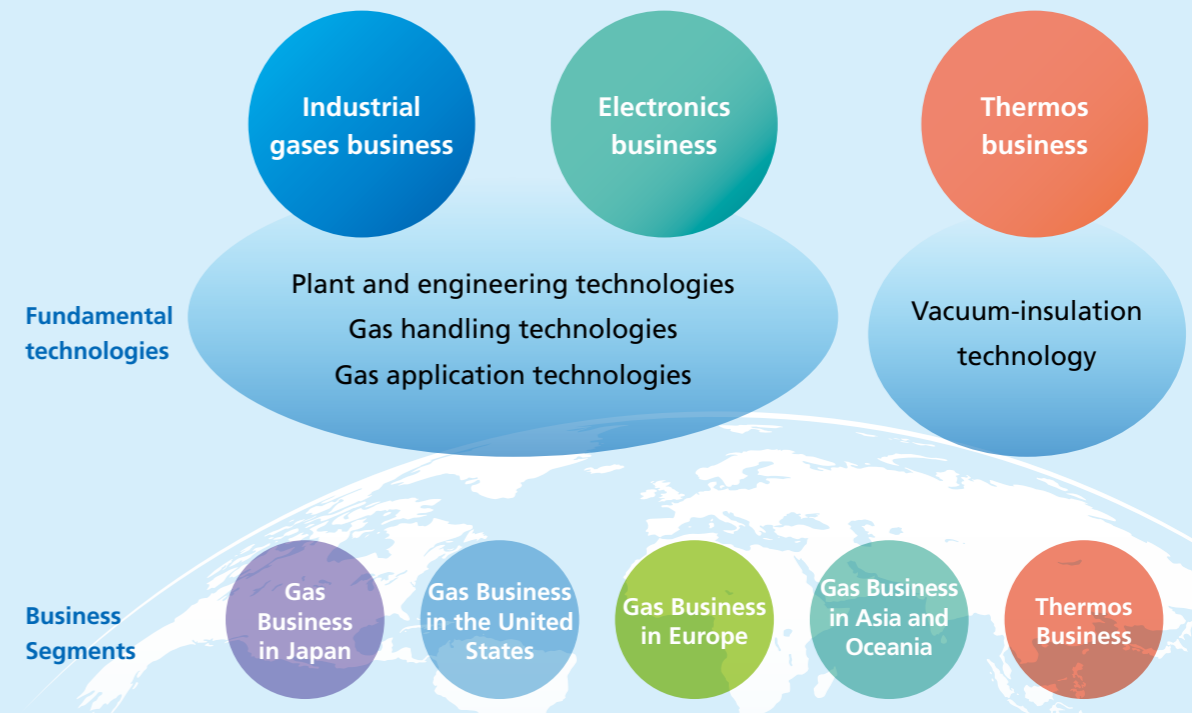 Industrial
gases business
Electronics
business
Thermos
business
Fundamental
technologies
Plant and engineering technologies
Gas handling technologies
Gas application technologies
Vacuum-insulation
technology
Business
Segments
Gas
Business
in Japan
Gas Business
in the United
States
Gas Business
in Europe
Gas Business
in Asia and
Oceania
Thermos
Business